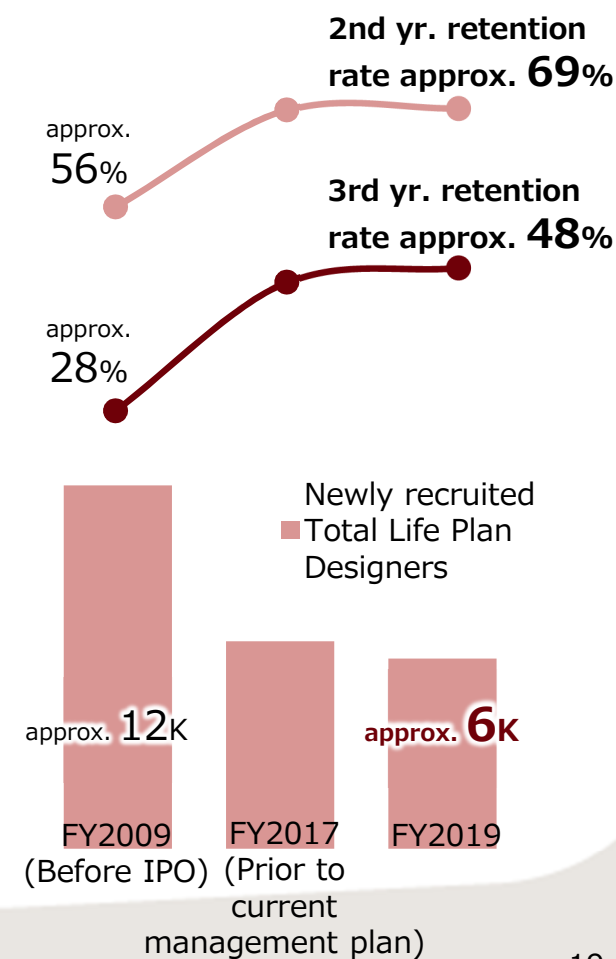 2nd yr. retention
rate approx. 69%
approx.
56%
3rd yr. retention
rate approx. 48%
approx.
28%
Newly recruited
Total Life Plan
Designers
approx. 12K
approx. 6K
FY2009
(Before IPO)
FY2017
(Prior to
current
management plan)
FY2019